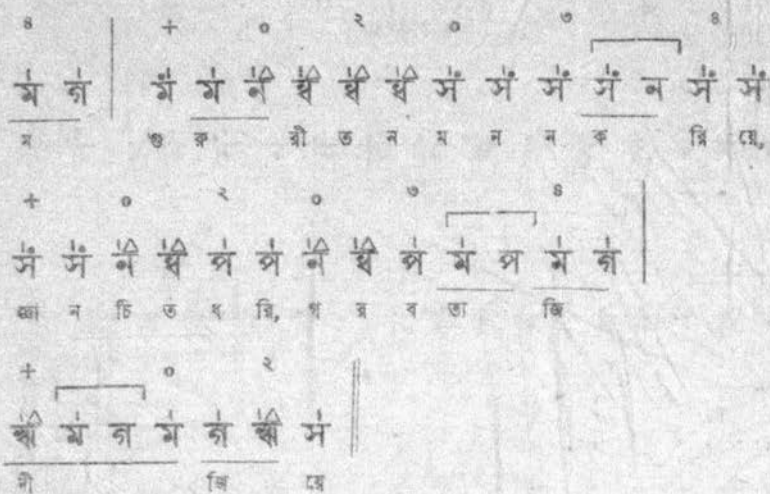 ৪ + ০ ২ ০ ৩ ৪
ম গ ম ম ন ধ ধ ধ স স স স ন স স
ম গু রু রী ত ন ম ন ন ক রি য়ে,
+ ০ ২ ০ ৩ ৪
স স ন ধ প প ন ধ প ম প ম গ
জ্ঞা ন চি ত ধ রি, গ র ব তা জি
+ ০ ২
ঋ ম গ ম গ ঋ স
মী জি য়ে